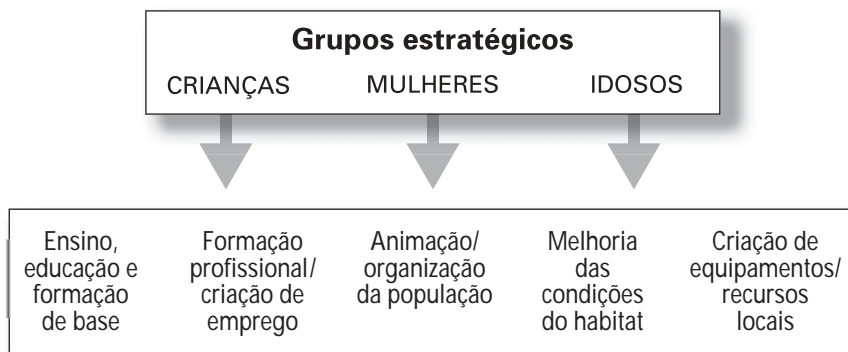 Grupos estratégicos
CRIANÇAS MULHERES IDOSOS
Ensino,
educação e
formação
de base
Formação
profissional/
criação de
emprego
Animação/
organização
da população
Melhoria
das
condições
do habitat
Criação de
equipamentos/
recursos
locais